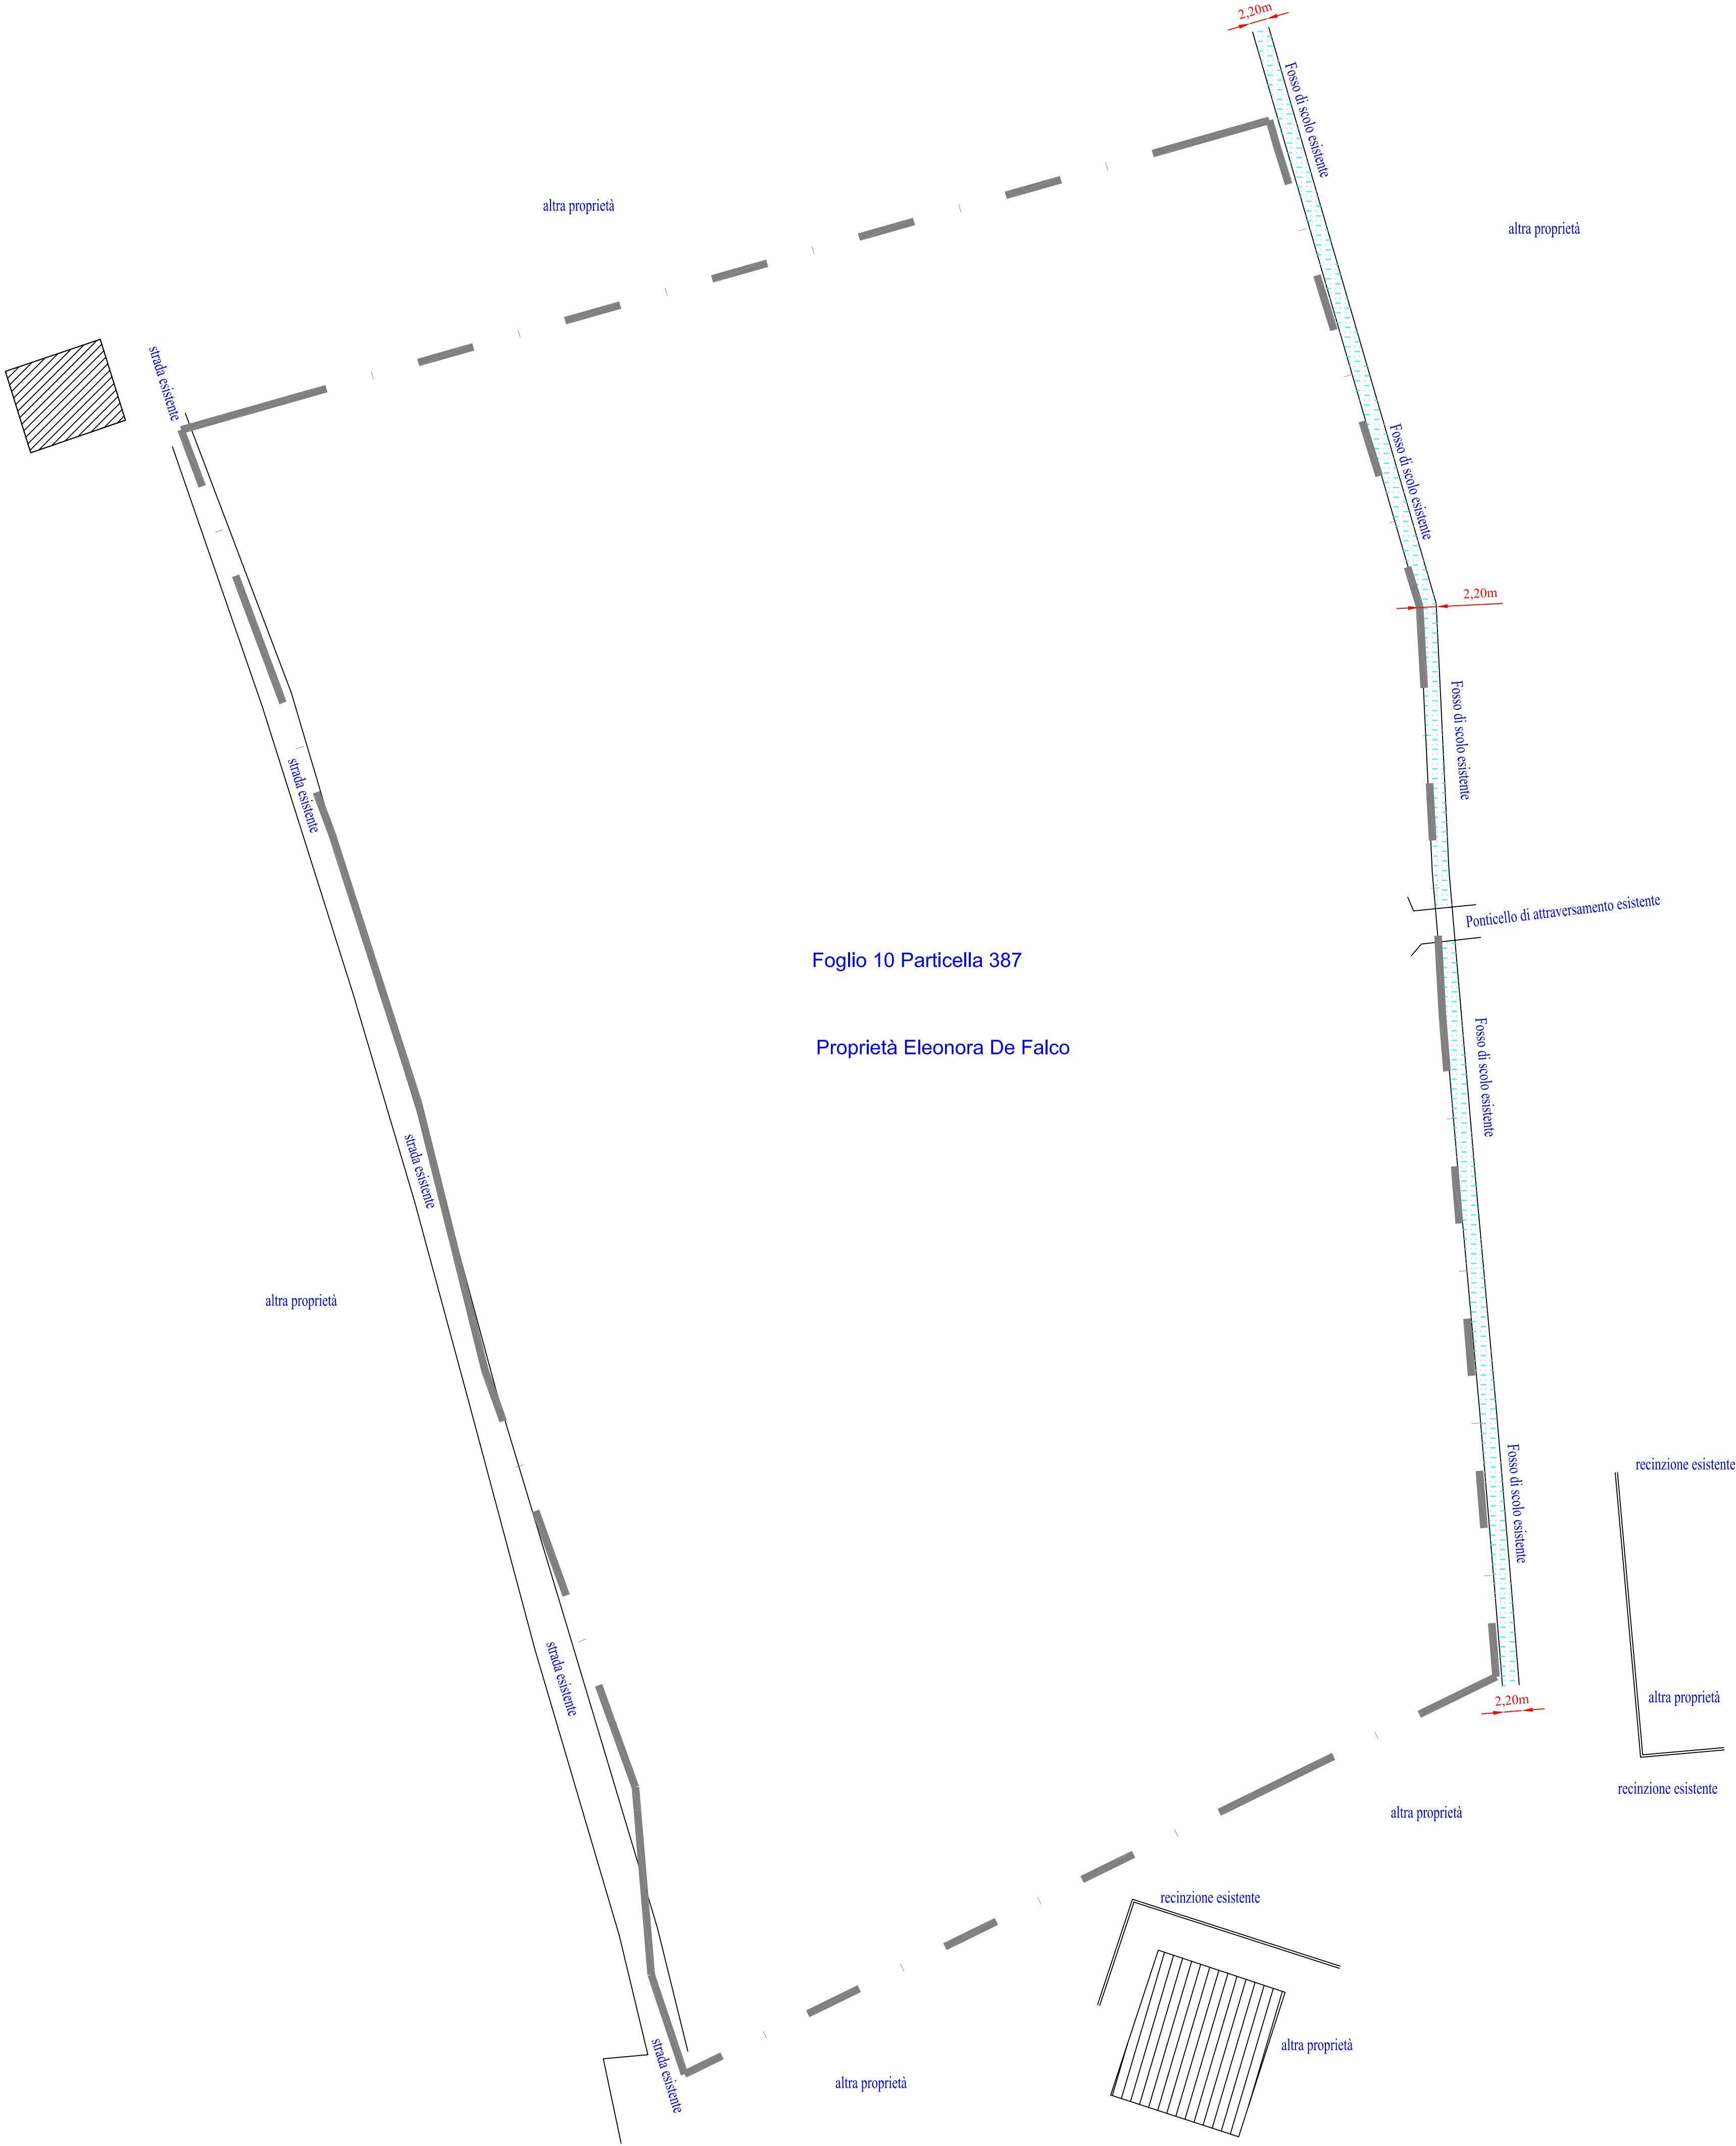 2,20m
Fosso di scolo esistente
altra proprietà
altra proprietà
strada esistente
Fosso di scolo esistente
2,20m
Fosso di scolo esistente
strada esistente
Ponticello di attraversamento esistente
Foglio 10 Particella 387
Proprietà Eleonora De Falco
Fosso di scolo esistente
strada esistente
altra proprietà
recinzione esistente
Fosso di scolo esistente
strada esistente
altra proprietà
2,20m
recinzione esistente
altra proprietà
recinzione esistente
altra proprietà
strada esistente
altra proprietà